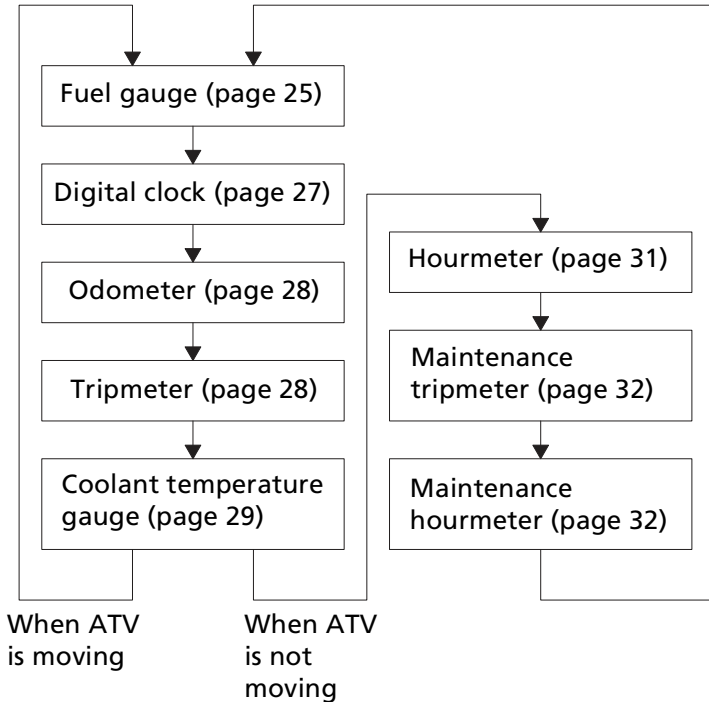 Fuel gauge (page 25)
Digital clock (page 27)
Odometer (page 28)
Tripmeter (page 28)
Coolant temperature
gauge (page 29)
When ATV
is moving
When ATV
is not
moving
Hourmeter (page 31)
Maintenance
tripmeter (page 32)
Maintenance
hourmeter (page 32)